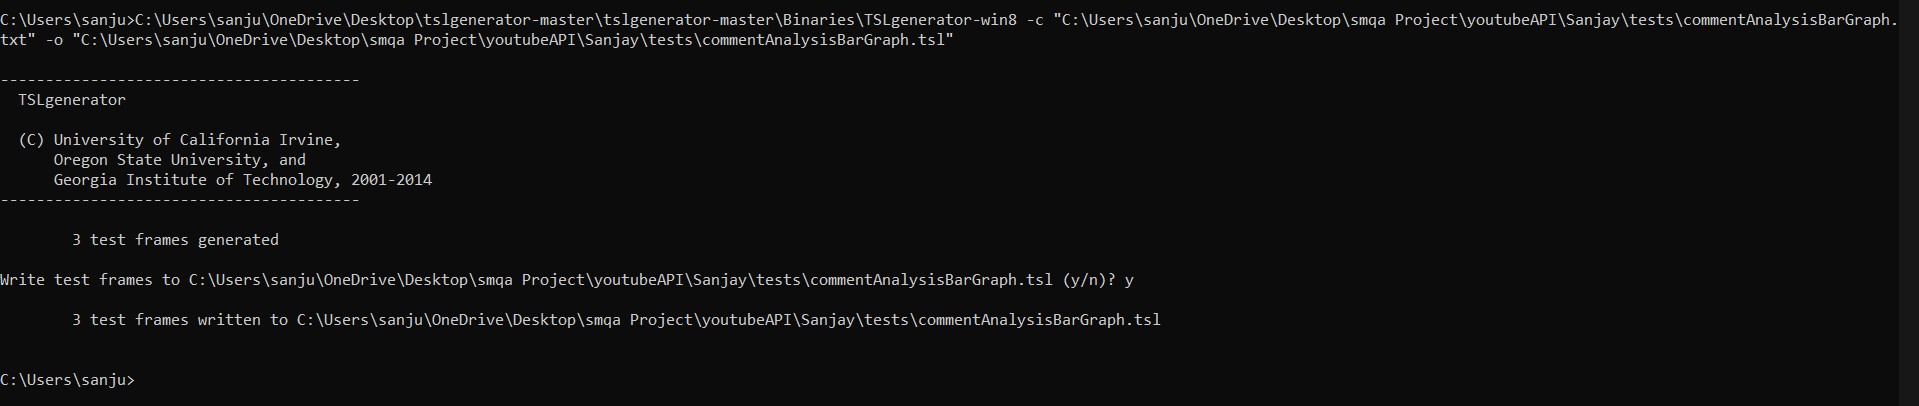 C:\Users\sanju>C:\Users\sanju\OneDrive\Desktop\tslgenerator-master\tslgenerator-master\Binaries\TSLgenerator-win8 -c "C:\Users\sanju\OneDrive\Desktop\smqa Project\youtubeAPI\Sanjay\tests\commentAnalysisBarGraph.
txt" -o "C:\Users\sanju\OneDrive\Desktop\smqa Project\youtubeAPI\Sanjay\tests\commentAnalysisBarGraph.tsl"
----------------------------------------
TSLgenerator
(C) University of California Irvine,
Oregon State University, and
Georgia Institute of Technology, 2001-2014
----------------------------------------
3 test frames generated
Write test frames to C:\Users\sanju\OneDrive\Desktop\smqa Project\youtubeAPI\Sanjay\tests\commentAnalysisBarGraph.tsl (y/n)? y
3 test frames written to C:\Users\sanju\OneDrive\Desktop\smqa Project\youtubeAPI\Sanjay\tests\commentAnalysisBarGraph.tsl
C:\Users\sanju>